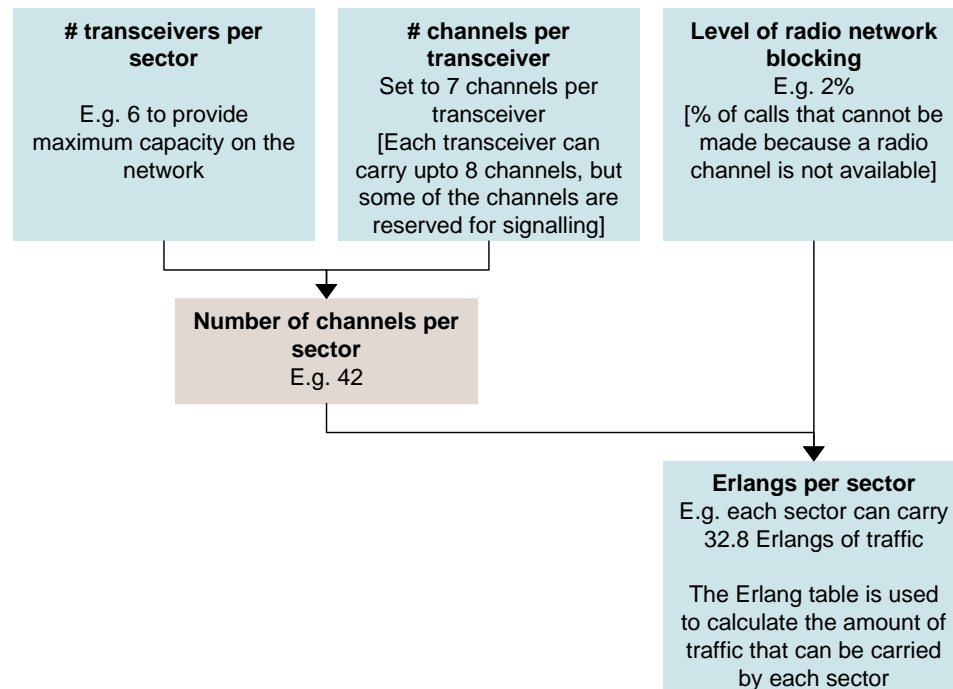 # transceivers per
sector
E.g. 6 to provide
maximum capacity on the
network
# channels per
transceiver
Set to 7 channels per
transceiver
[Each transceiver can
carry upto 8 channels, but
some of the channels are
reserved for signalling]
Level of radio network
blocking
E.g. 2%
[% of calls that cannot be
made because a radio
channel is not available]
Number of channels per
sector
E.g. 42
Erlangs per sector
E.g. each sector can carry
32.8 Erlangs of traffic
The Erlang table is used
to calculate the amount of
traffic that can be carried
by each sector